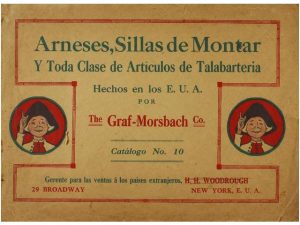 Arneses, Sillas de Montar
Y Toda Clase de Articulos de Talabarteria
Hechos en los E. U. A.
POR
The Graf-Morsbach Co.
Catálogo No. 10
Gerente para las ventas á los países extranjeros, H. H. WOODROUGH
29 BROADWAY NEW YORK, E. U. A.